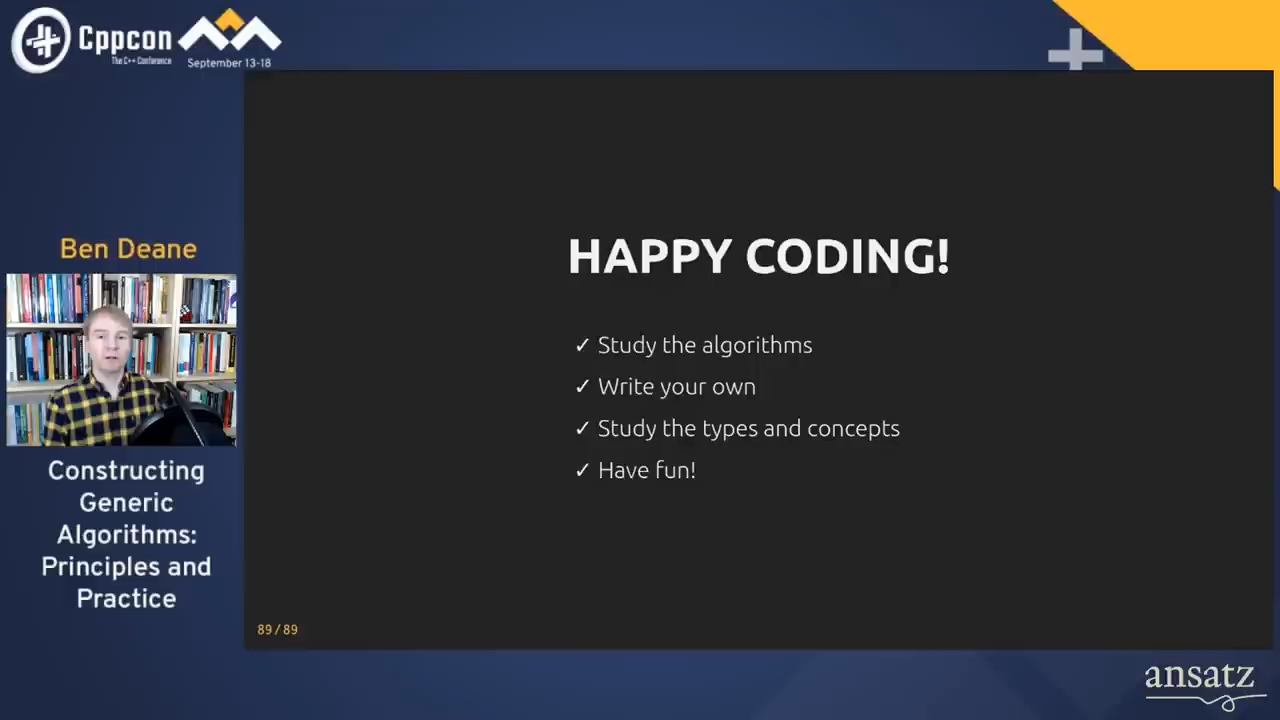 Cppcon
The C++ Conference
September 13-18
Ben Deane
Constructing
Generic
Algorithms:
Principles and
Practice
HAPPY CODING!
✓ Study the algorithms
✓ Write your own
✓ Study the types and concepts
✓ Have fun!
89 / 89
ansatz